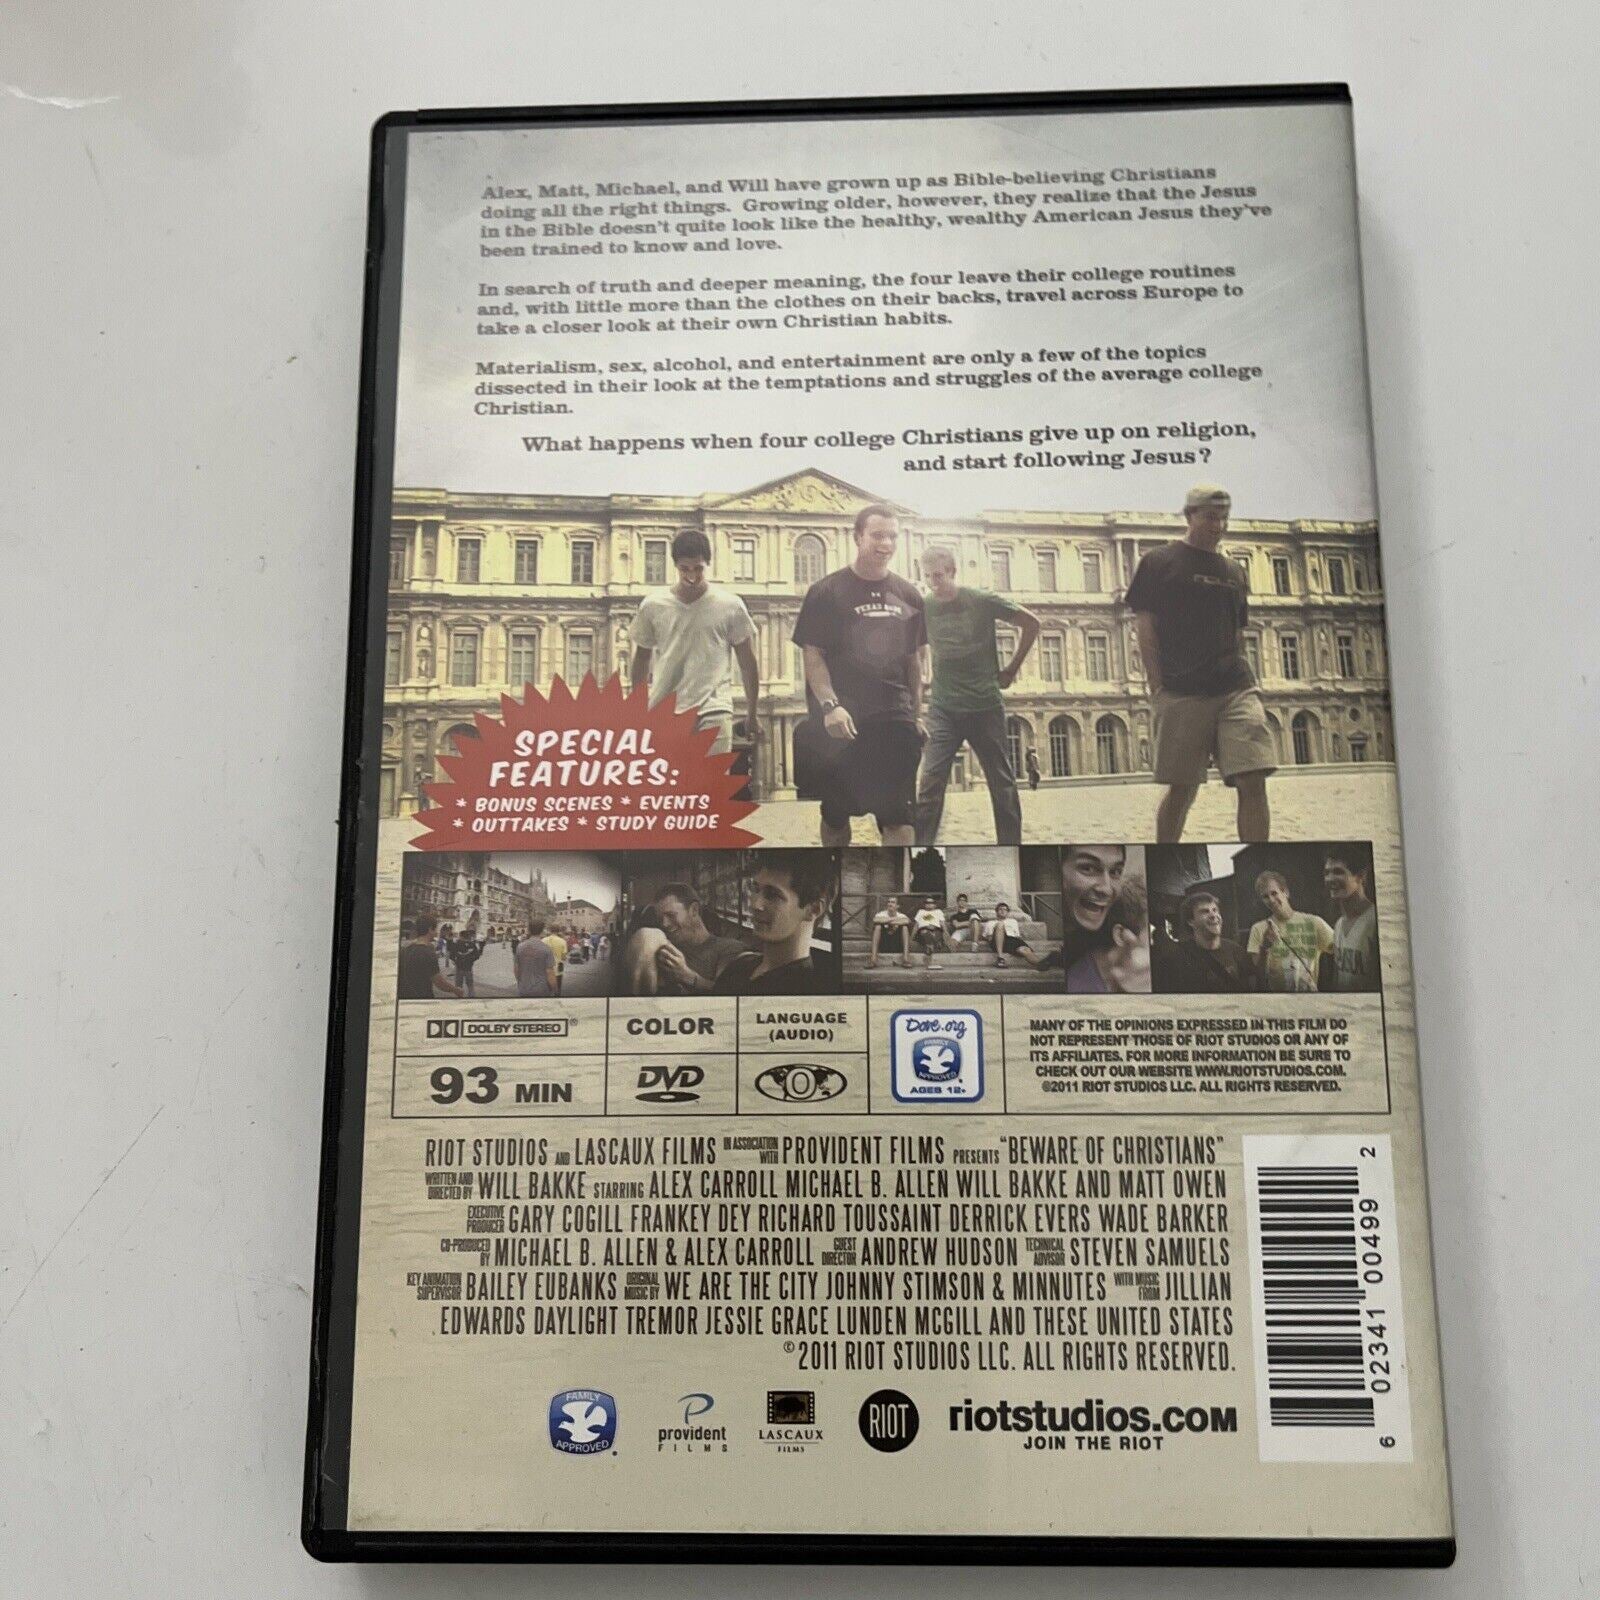 Alex, Matt, Michael, and Will have grown up as Bible-believing Christians
doing all the right things. Growing older, however, they realize that the Jesus
in the Bible doesn't quite look like the healthy, wealthy American Jesus they've
been trained to know and love.
In search of truth and deeper meaning, the four leave their college routines
and, with little more than the clothes on their backs, travel across Europe to
take a closer look at their own Christian habits.
Materialism, sex, alcohol, and entertainment are only a few of the topics
dissected in their look at the temptations and struggles of the average college
Christian.
What happens when four college Christians give up on religion,
and start following Jesus?
SPECIAL
FEATURES:
* BONUS SCENES * EVENTS
* OUTTAKES * STUDY GUIDE
DOLBY STEREO®
COLOR
LANGUAGE
(AUDIO)
93 MIN
DVD
0
Dove.org
FAMILY
APPROVED
AGES 12+
MANY OF THE OPINIONS EXPRESSED IN THIS FILM DO
NOT REPRESENT THOSE OF RIOT STUDIOS OR ANY OF
ITS AFFILIATES. FOR MORE INFORMATION BE SURE TO
CHECK OUT OUR WEBSITE WWW.RIOTSTUDIOS.COM.
©2011 RIOT STUDIOS LLC. ALL RIGHTS RESERVED.
RIOT STUDIOS AND LASCAUX FILMS IN ASSOCIATION WITH PROVIDENT FILMS PRESENTS "BEWARE OF CHRISTIANS"
WRITTEN AND DIRECTED BY WILL BAKKE STARRING ALEX CARROLL MICHAEL B. ALLEN WILL BAKKE AND MATT OWEN
EXECUTIVE PRODUCER GARY COGILL FRANKEY DEY RICHARD TOUSSAINT DERRICK EVERS WADE BARKER
CO-PRODUCED BY MICHAEL B. ALLEN & ALEX CARROLL GUEST DIRECTOR ANDREW HUDSON TECHNICAL ADVISOR STEVEN SAMUELS
KEY ANIMATION SUPERVISOR BAILEY EUBANKS ORIGINAL MUSIC BY WE ARE THE CITY JOHNNY STIMSON & MINNUTES WITH MUSIC FROM JILLIAN
EDWARDS DAYLIGHT TREMOR JESSIE GRACE LUNDEN MCGILL AND THESE UNITED STATES
©2011 RIOT STUDIOS LLC. ALL RIGHTS RESERVED.
FAMILY
APPROVED
provident
FILMS
LASCAUX
FILMS
RIOT
riotstudios.com
JOIN THE RIOT
6 02341 00499 2